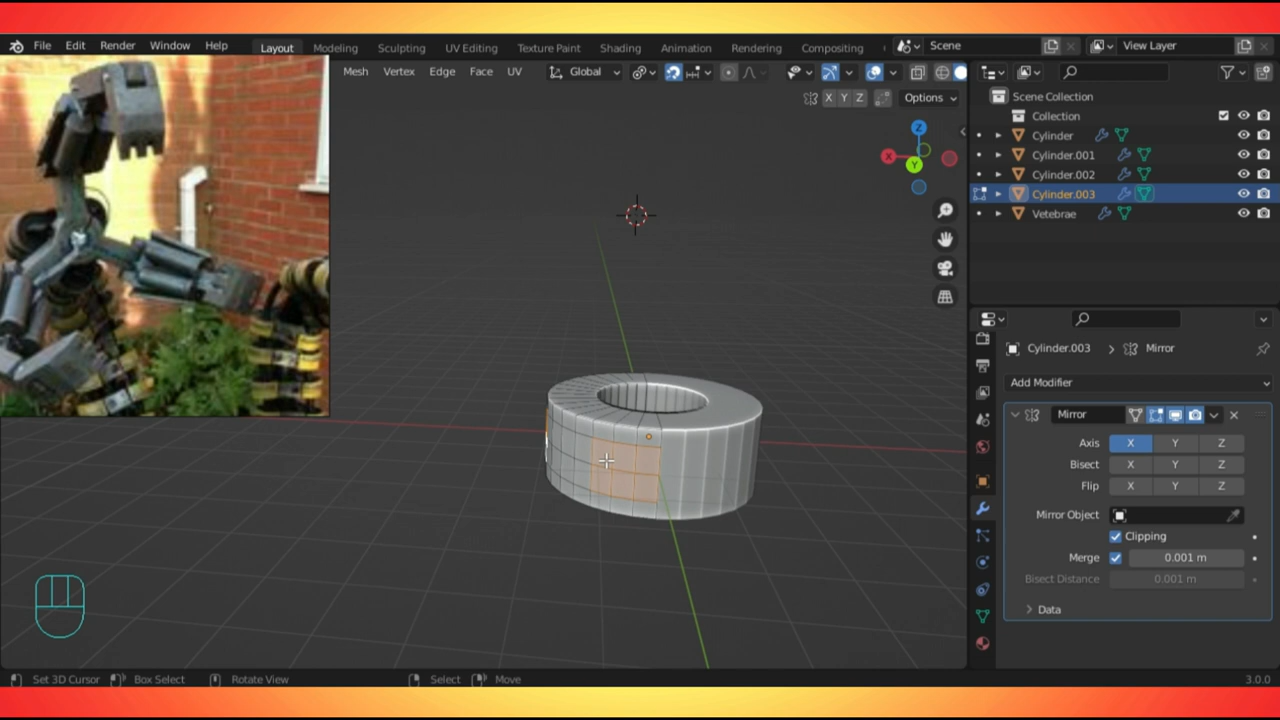 File Edit Render Window Help Layout Modeling Sculpting UV Editing Texture Paint Shading Animation Rendering Compositing Scene View Layer
Mesh Vertex Edge Face UV Global
X Y Z Options
Z
X
Y
Scene Collection
Collection
Cylinder
Cylinder.001
Cylinder.002
Cylinder.003
Vetebrae
Cylinder.003 Mirror
Add Modifier
Mirror
Axis X Y Z
Bisect X Y Z
Flip X Y Z
Mirror Object
Clipping
Merge 0.001 m
Bisect Distance 0.001 m
Data
Set 3D Cursor Box Select Rotate View Select Move 3.0.0